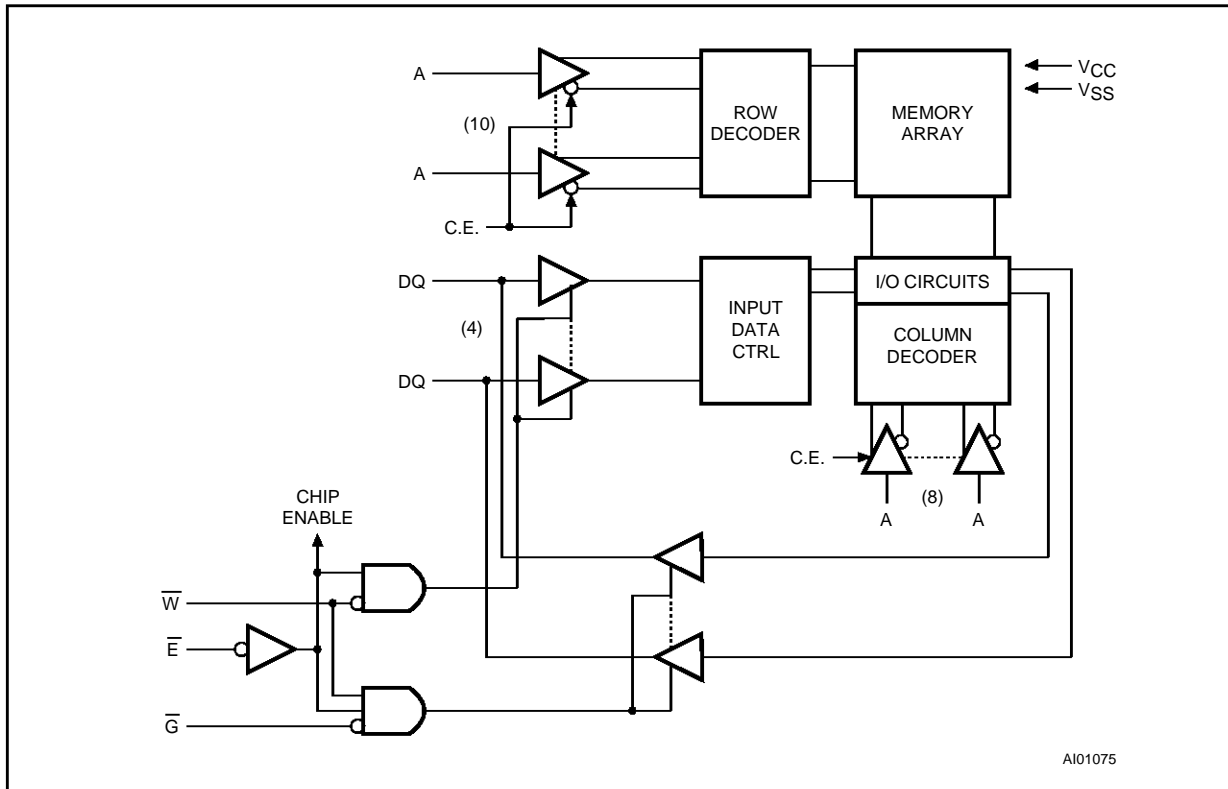 A
(10)
A
C.E.
ROW
DECODER
MEMORY
ARRAY
VCC
VSS
DQ
(4)
DQ
INPUT
DATA
CTRL
I/O CIRCUITS
COLUMN
DECODER
C.E.
(8)
A A
CHIP
ENABLE
W̅
E̅
G̅
AI01075